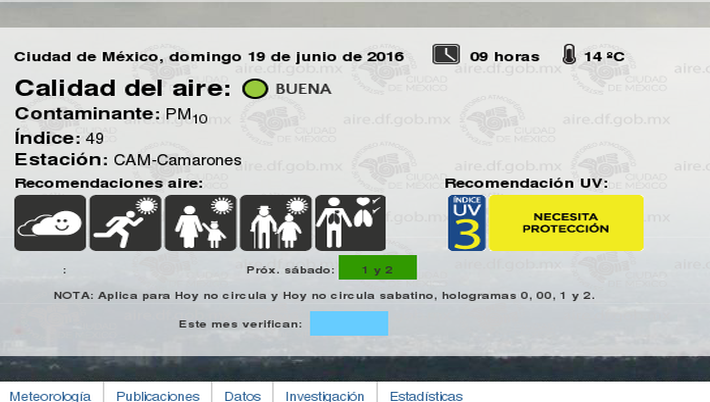 Ciudad de México, domingo 19 de junio de 2016 09 horas 14 ºC
Calidad del aire: BUENA
Contaminante: PM10
Índice: 49
Estación: CAM-Camarones
Recomendaciones aire: Recomendación UV:
ÍNDICE
UV
3
NECESITA
PROTECCIÓN
: Próx. sábado: 1 y 2
NOTA: Aplica para Hoy no circula y Hoy no circula sabatino, hologramas 0, 00, 1 y 2.
Este mes verifican:
Meteorología Publicaciones Datos Investigación Estadísticas
aire.df.gob.mx
CIUDAD
DE MÉXICO